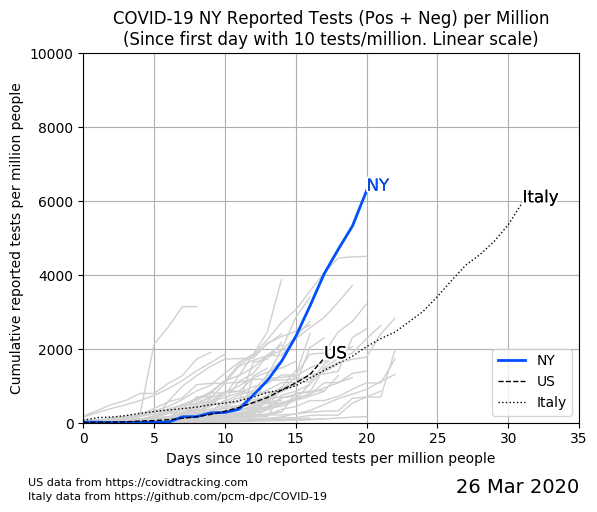 COVID-19 NY Reported Tests (Pos + Neg) per Million
(Since first day with 10 tests/million. Linear scale)
Cumulative reported tests per million people
10000
8000
6000
4000
2000
0
NY
Italy
US
NY
US
Italy
0 5 10 15 20 25 30 35
Days since 10 reported tests per million people
US data from https://covidtracking.com
Italy data from https://github.com/pcm-dpc/COVID-19
26 Mar 2020